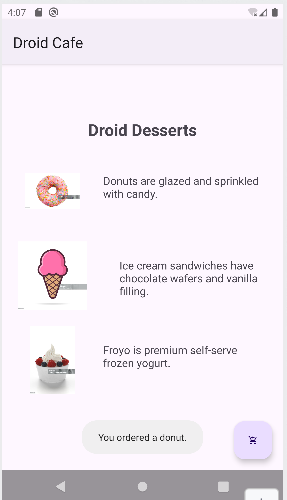 4:07
Droid Cafe
Droid Desserts
Donuts are glazed and sprinkled
with candy.
Ice cream sandwiches have
chocolate wafers and vanilla
filling.
Froyo is premium self-serve
frozen yogurt.
You ordered a donut.